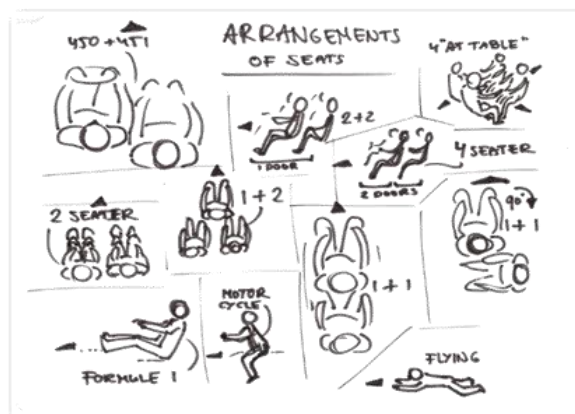 450 + 451
ARRANGEMENTS
OF SEATS
4 "AT TABLE"
2+2
1 DOOR
4 SEATER
2 DOORS
2 SEATER
1 + 2
90°
1 + 1
1 + 1
FORMULE 1
MOTOR
CYCLE
FLYING